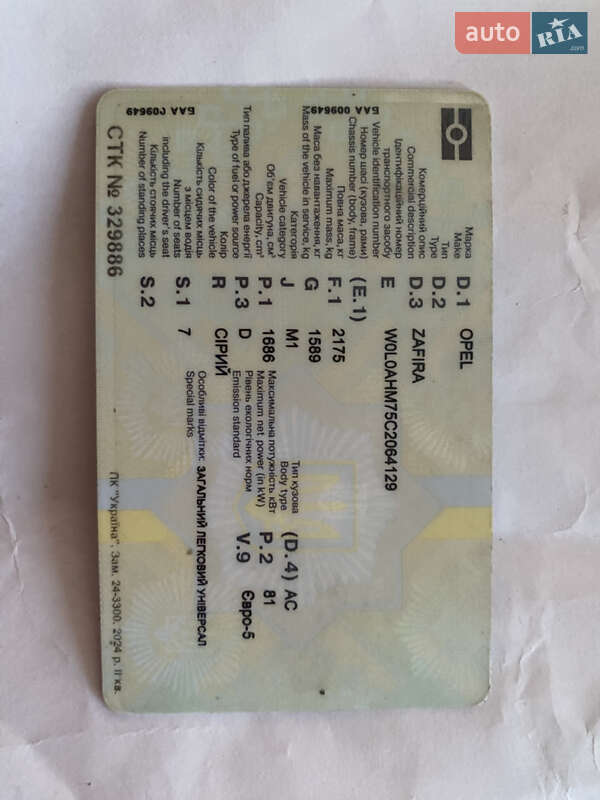 auto RIA .com
БАА 009649
БАА 009649
Марка D.1 OPEL
Make
Тип D.2
Type
Комерційний опис D.3 ZAFIRA
Commercial description
Ідентифікаційний номер E W0L0AHM75C2064129
транспортного засобу
Vehicle identification number
Номер шасі (кузова, рами) (E.1)
Chassis number (body, frame)
Повна маса, кг F.1 2175
Maximum mass, kg
Маса без навантаження, кг G 1589
Mass of the vehicle in service, kg
Категорія J M1 Тип кузова (D.4) AC
Vehicle category Body type
Об'єм двигуна, см³ P.1 1686 Максимальна потужність кВт P.2 81
Capacity, cm³ Maximum net power (in kW)
Тип палива або джерела енергії P.3 D Рівень екологічних норм V.9 Євро-5
Type of fuel or power source Emission standard
Колір R СІРИЙ
Color of the vehicle
Кількість сидячих місць S.1 7 Особливі відмітки: ЗАГАЛЬНИЙ ЛЕГКОВИЙ УНІВЕРСАЛ
з місцем водія Special marks
Number of seats
including the driver's seat
Кількість стоячих місць S.2
Number of standing places
СТК № 329886
ПК "Україна". Зам. 24-3300. 2024 р. II кв.